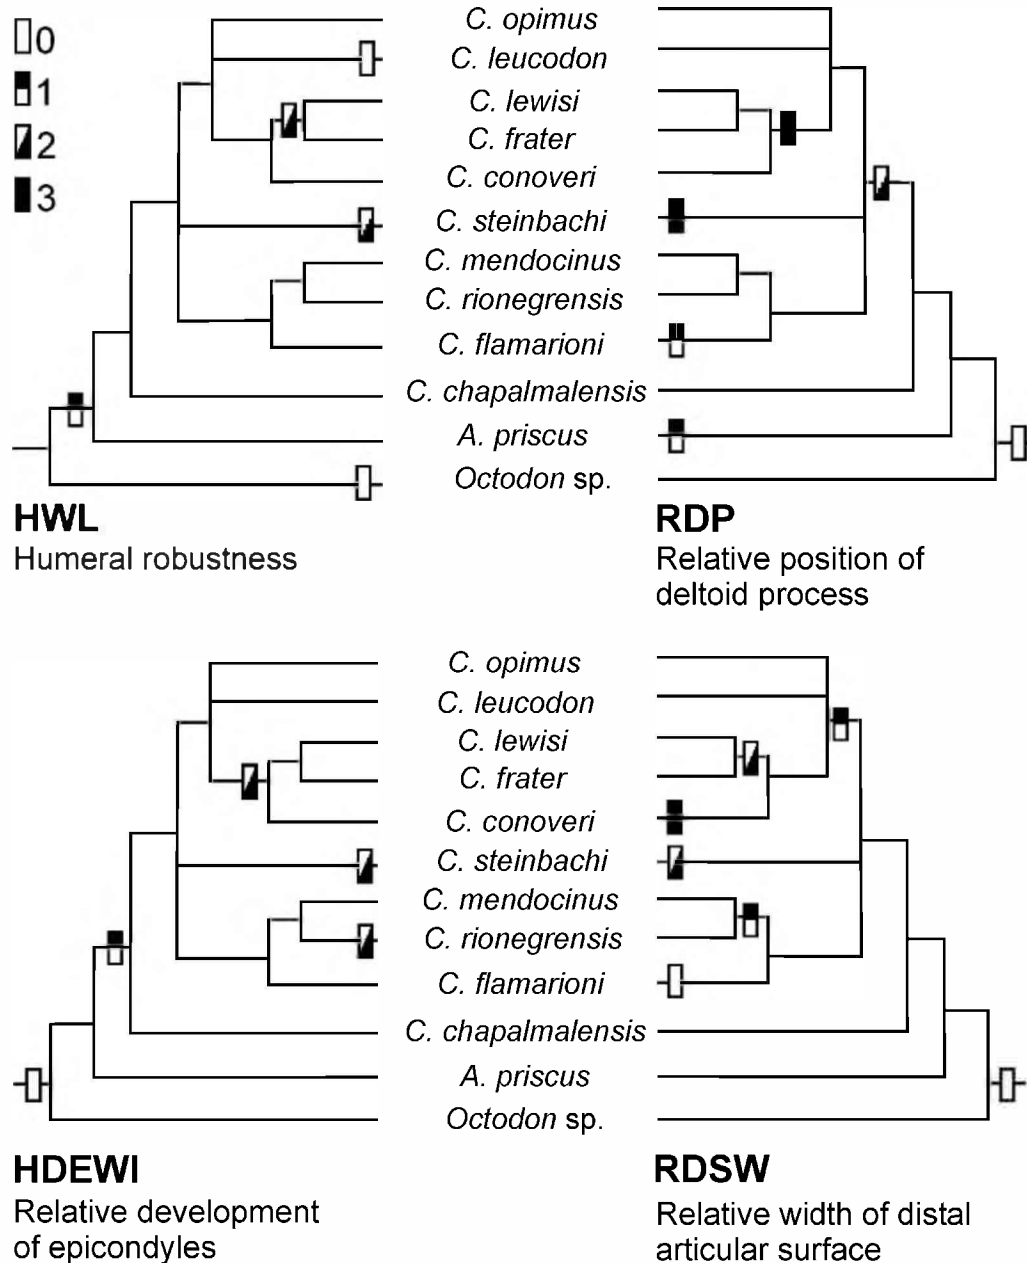 0
1
2
3
C. opimus
C. leucodon
C. lewisi
C. frater
C. conoveri
C. steinbachi
C. mendocinus
C. rionegrensis
C. flamarioni
C. chapalmalensis
A. priscus
Octodon sp.
HWL
Humeral robustness
RDP
Relative position of
deltoid process
C. opimus
C. leucodon
C. lewisi
C. frater
C. conoveri
C. steinbachi
C. mendocinus
C. rionegrensis
C. flamarioni
C. chapalmalensis
A. priscus
Octodon sp.
HDEWI
Relative development
of epicondyles
RDSW
Relative width of distal
articular surface